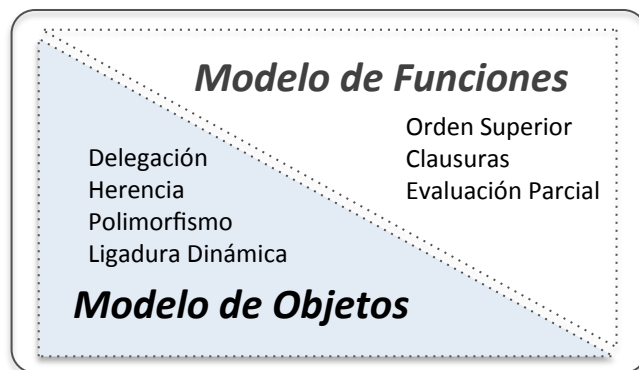 Modelo de Funciones
Orden Superior
Clausuras
Evaluación Parcial
Delegación
Herencia
Polimorfismo
Ligadura Dinámica
Modelo de Objetos